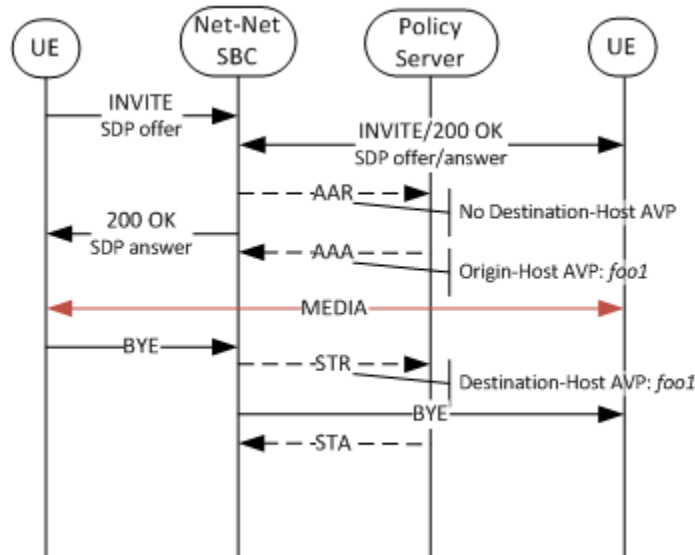 UE
Net-Net
SBC
Policy
Server
UE
INVITE
SDP offer
INVITE/200 OK
SDP offer/answer
AAR
No Destination-Host AVP
200 OK
SDP answer
AAA
Origin-Host AVP: foo1
MEDIA
BYE
STR
Destination-Host AVP: foo1
BYE
STA